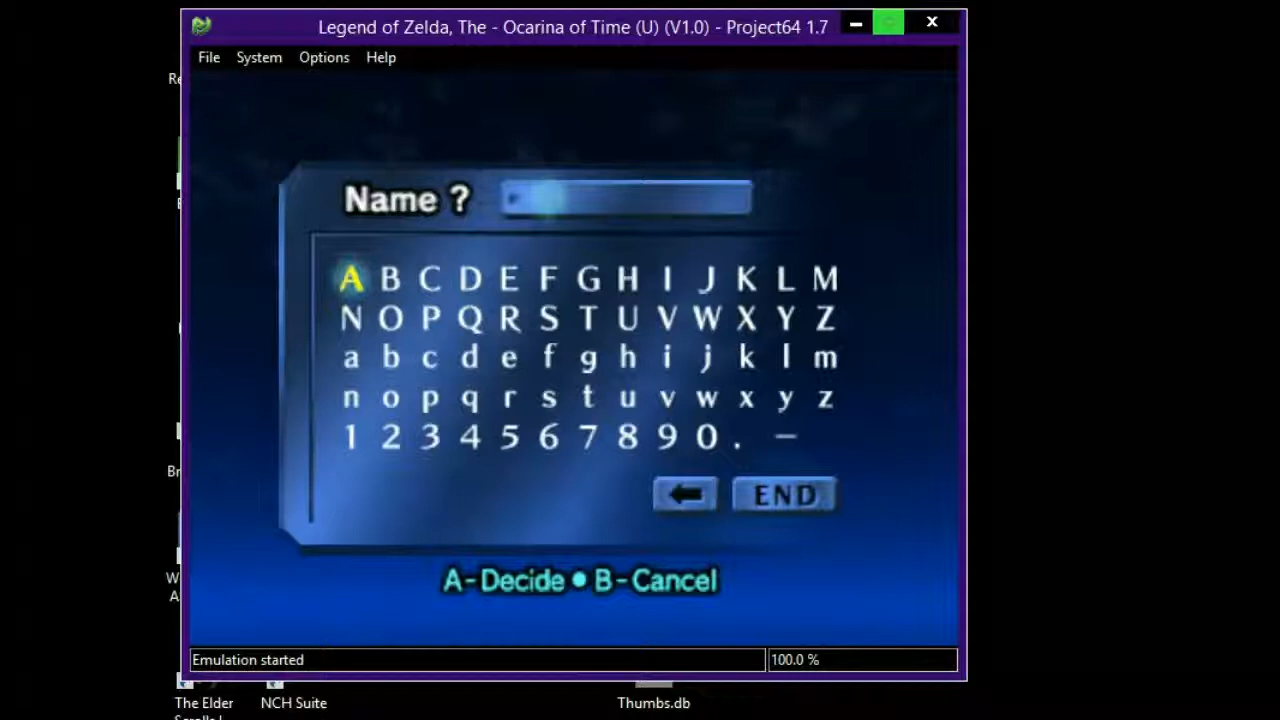 Legend of Zelda, The - Ocarina of Time (U) (V1.0) - Project64 1.7
File System Options Help
Re
Name ?
A B C D E F G H I J K L M
N O P Q R S T U V W X Y Z
a b c d e f g h i j k l m
n o p q r s t u v w x y z
1 2 3 4 5 6 7 8 9 0 . -
END
Br
A-Decide • B-Cancel
W
A
Emulation started 100.0 %
The Elder NCH Suite Thumbs.db